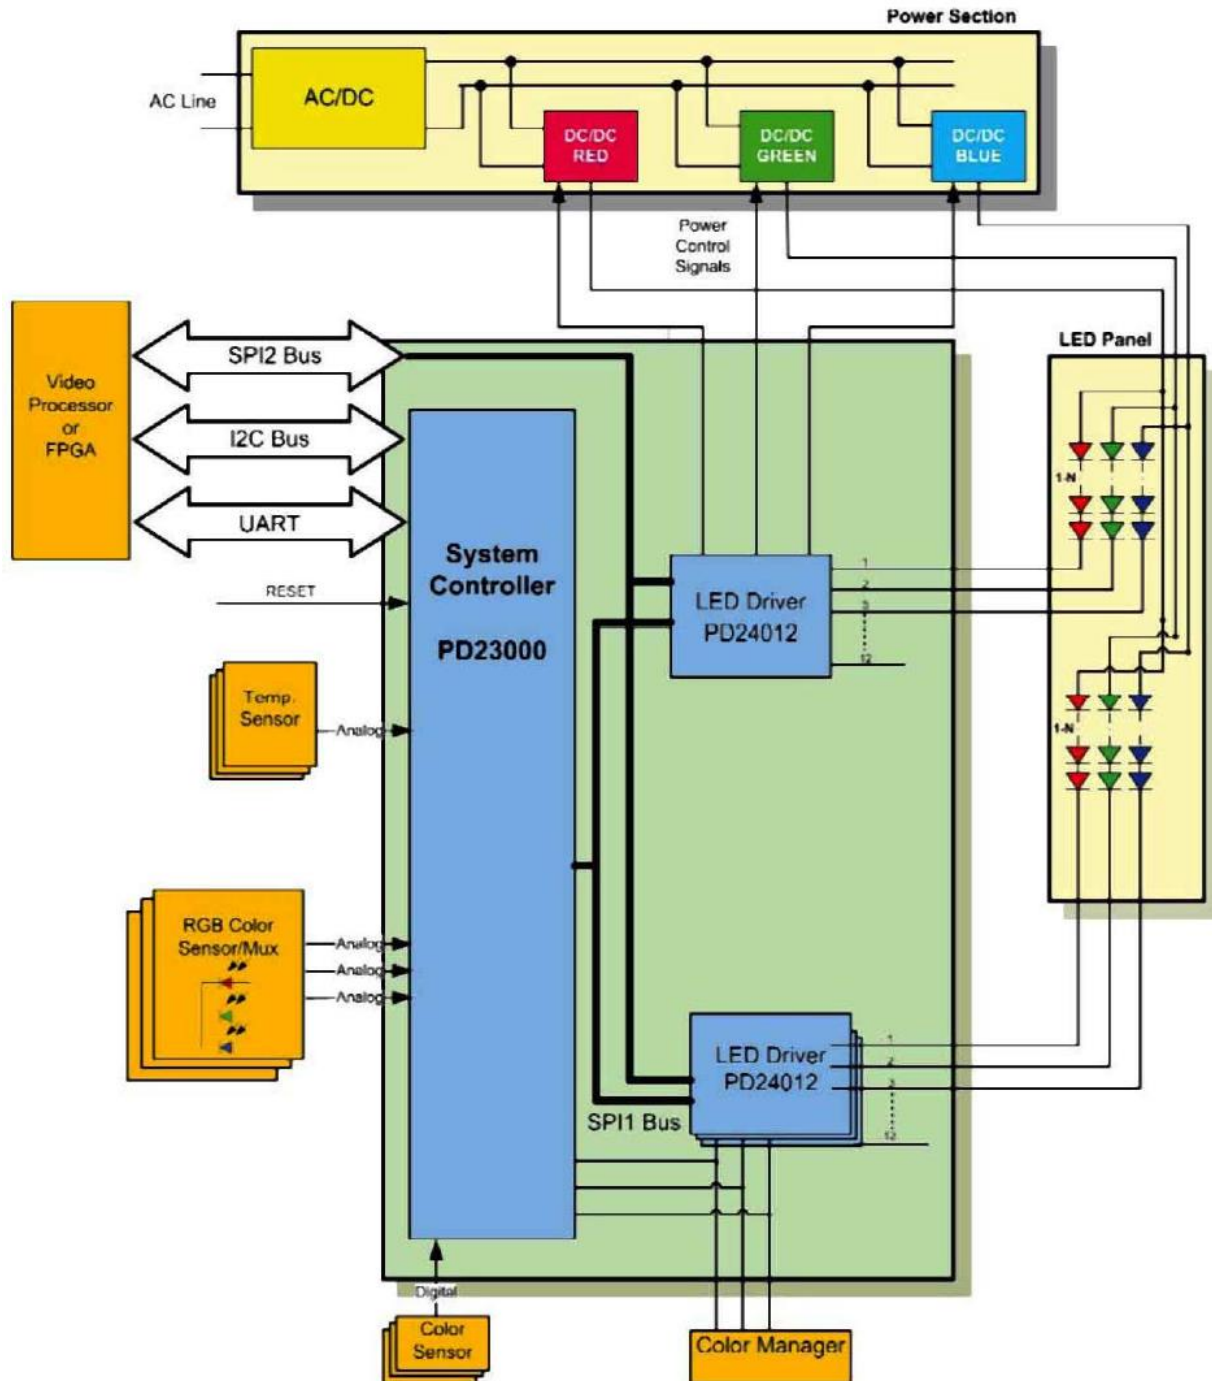 Power Section
AC Line
AC/DC
DC/DC
RED
DC/DC
GREEN
DC/DC
BLUE
Power
Control
Signals
LED Panel
Video
Processor
or
FPGA
SPI2 Bus
I2C Bus
UART
1-N
System
Controller
PD23000
LED Driver
PD24012
1
2
3
12
RESET
Temp.
Sensor
Analog
1-N
RGB Color
Sensor/Mux
Analog
Analog
Analog
LED Driver
PD24012
1
2
3
12
SPI1 Bus
Digital
Color
Sensor
Color Manager